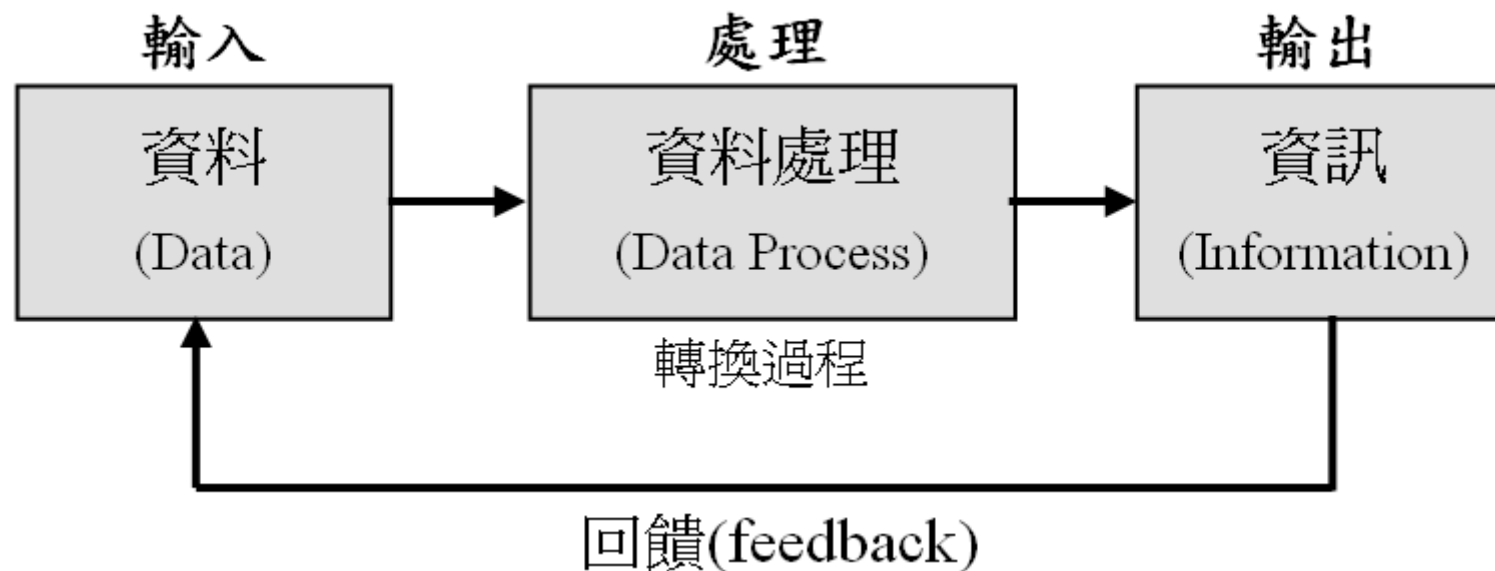 輸入
處理
輸出
資料
(Data)
資料處理
(Data Process)
資訊
(Information)
轉換過程
回饋(feedback)